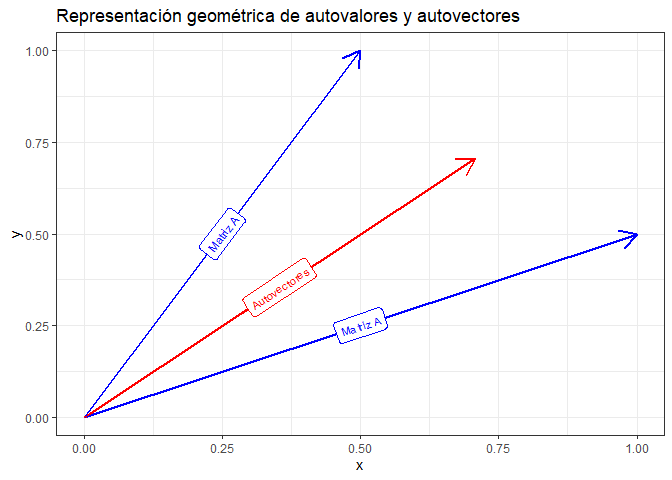 Representación geométrica de autovalores y autovectores
1.00
0.75
0.50
0.25
0.00
y
Matriz A
Autovectores
Matriz A
0.00 0.25 0.50 0.75 1.00
x